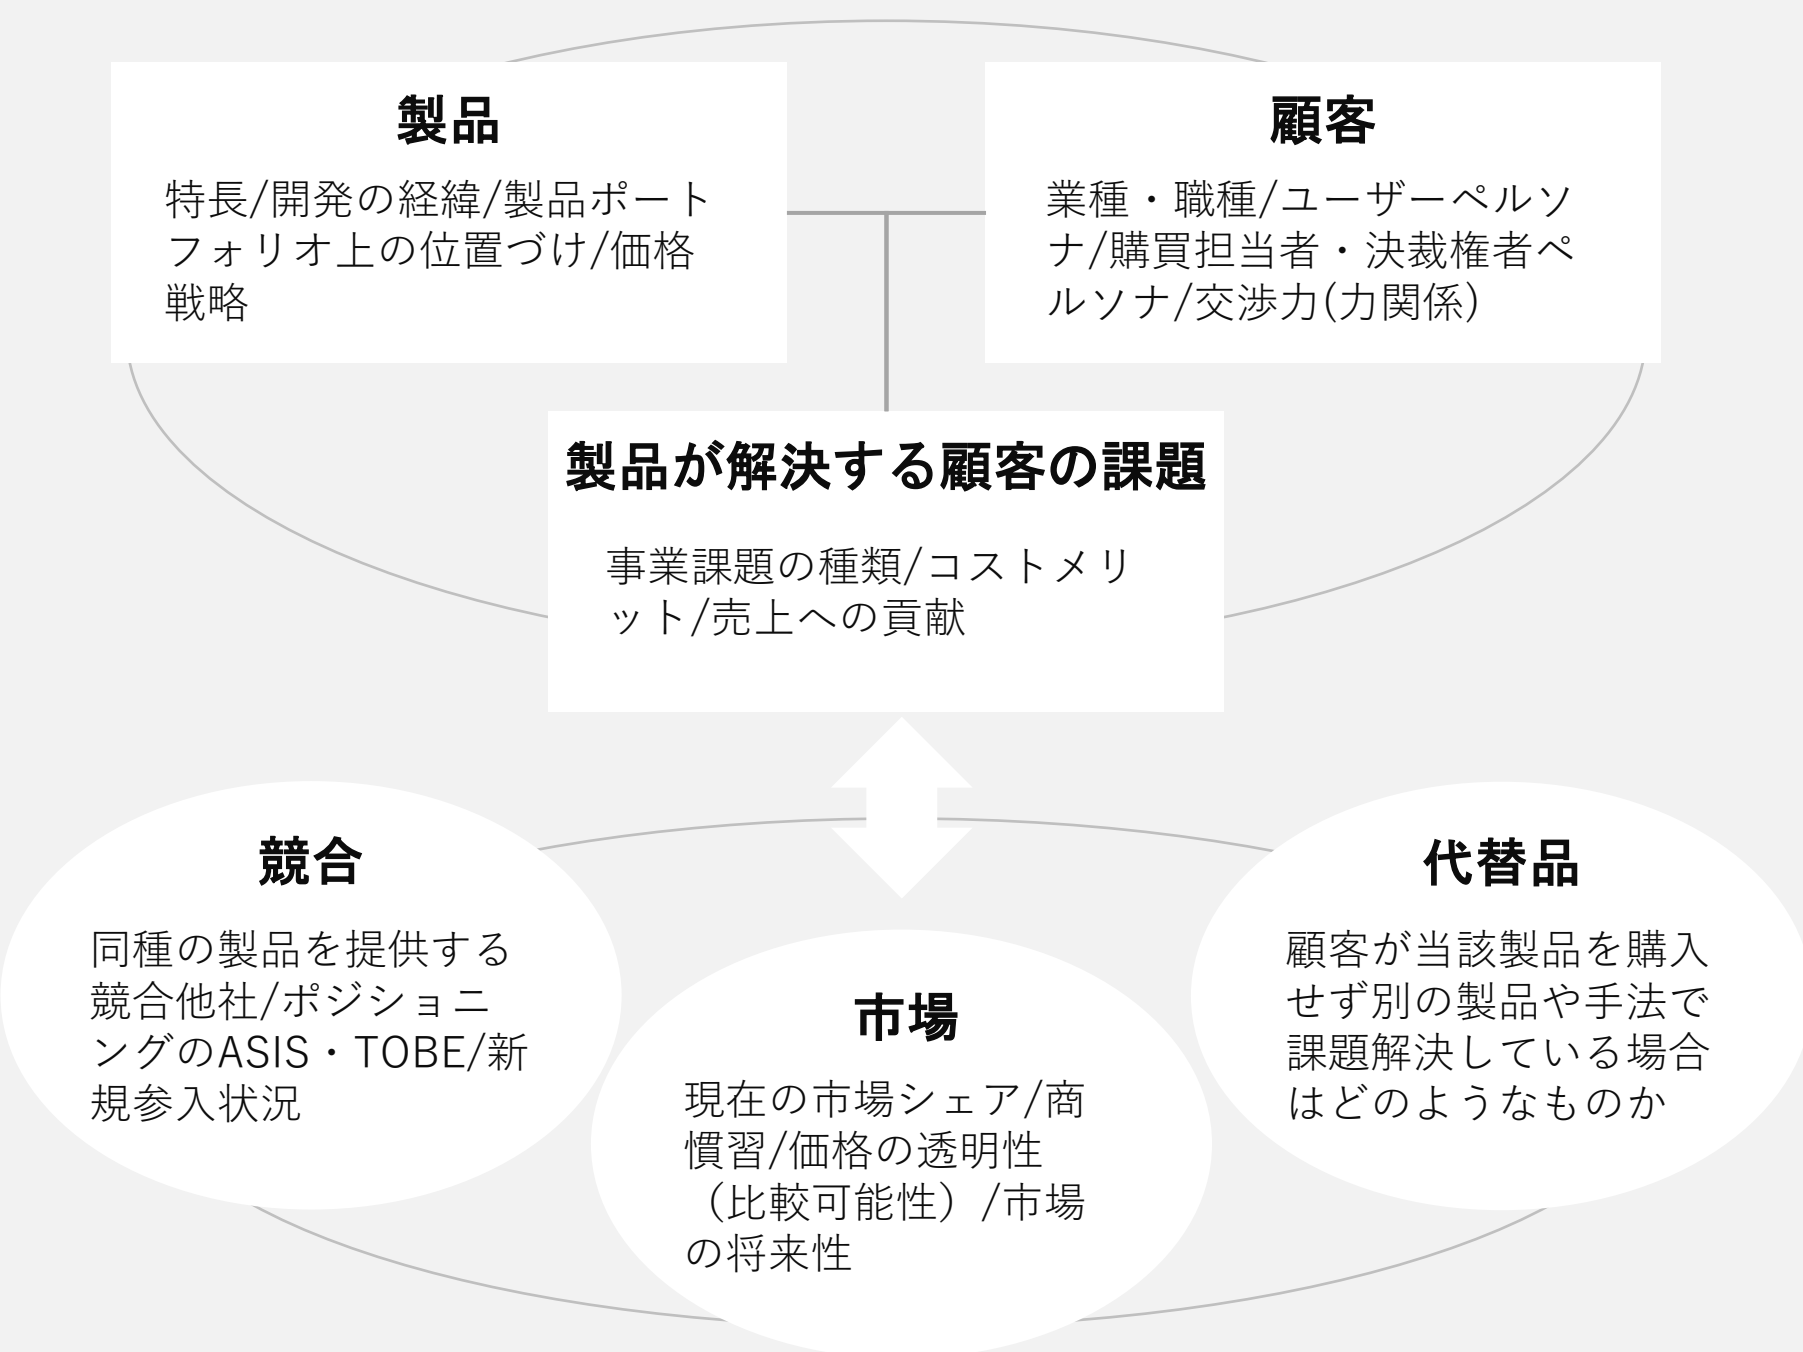 製品
特長/開発の経緯/製品ポート
フォリオ上の位置づけ/価格
戦略
顧客
業種・職種/ユーザーペルソ
ナ/購買担当者・決裁権者ペ
ルソナ/交渉力(力関係)
製品が解決する顧客の課題
事業課題の種類/コストメリ
ット/売上への貢献
競合
同種の製品を提供する
競合他社/ポジショニ
ングのASIS・TOBE/新
規参入状況
市場
現在の市場シェア/商
慣習/価格の透明性
（比較可能性）/市場
の将来性
代替品
顧客が当該製品を購入
せず別の製品や手法で
課題解決している場合
はどのようなものか